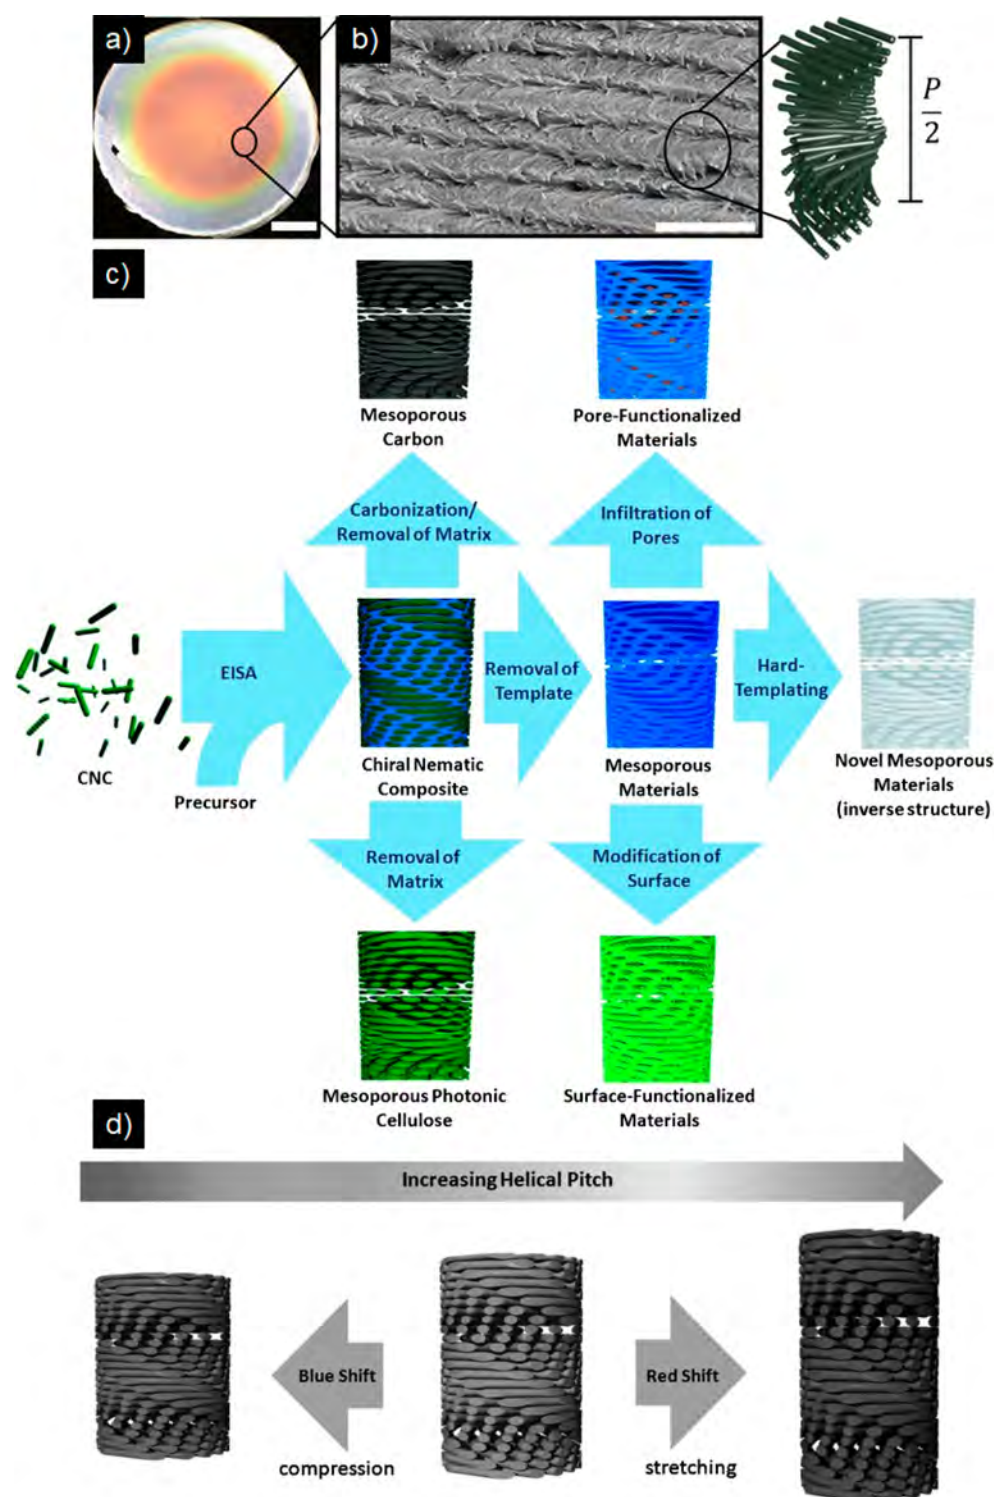 a)
b)
P
2
c)
Mesoporous
Carbon
Pore-Functionalized
Materials
Carbonization/
Removal of Matrix
Infiltration of
Pores
EISA
Removal of
Template
Hard-
Templating
CNC
Precursor
Chiral Nematic
Composite
Mesoporous
Materials
Novel Mesoporous
Materials
(inverse structure)
Removal of
Matrix
Modification of
Surface
Mesoporous Photonic
Cellulose
Surface-Functionalized
Materials
d)
Increasing Helical Pitch
Blue Shift
Red Shift
compression
stretching